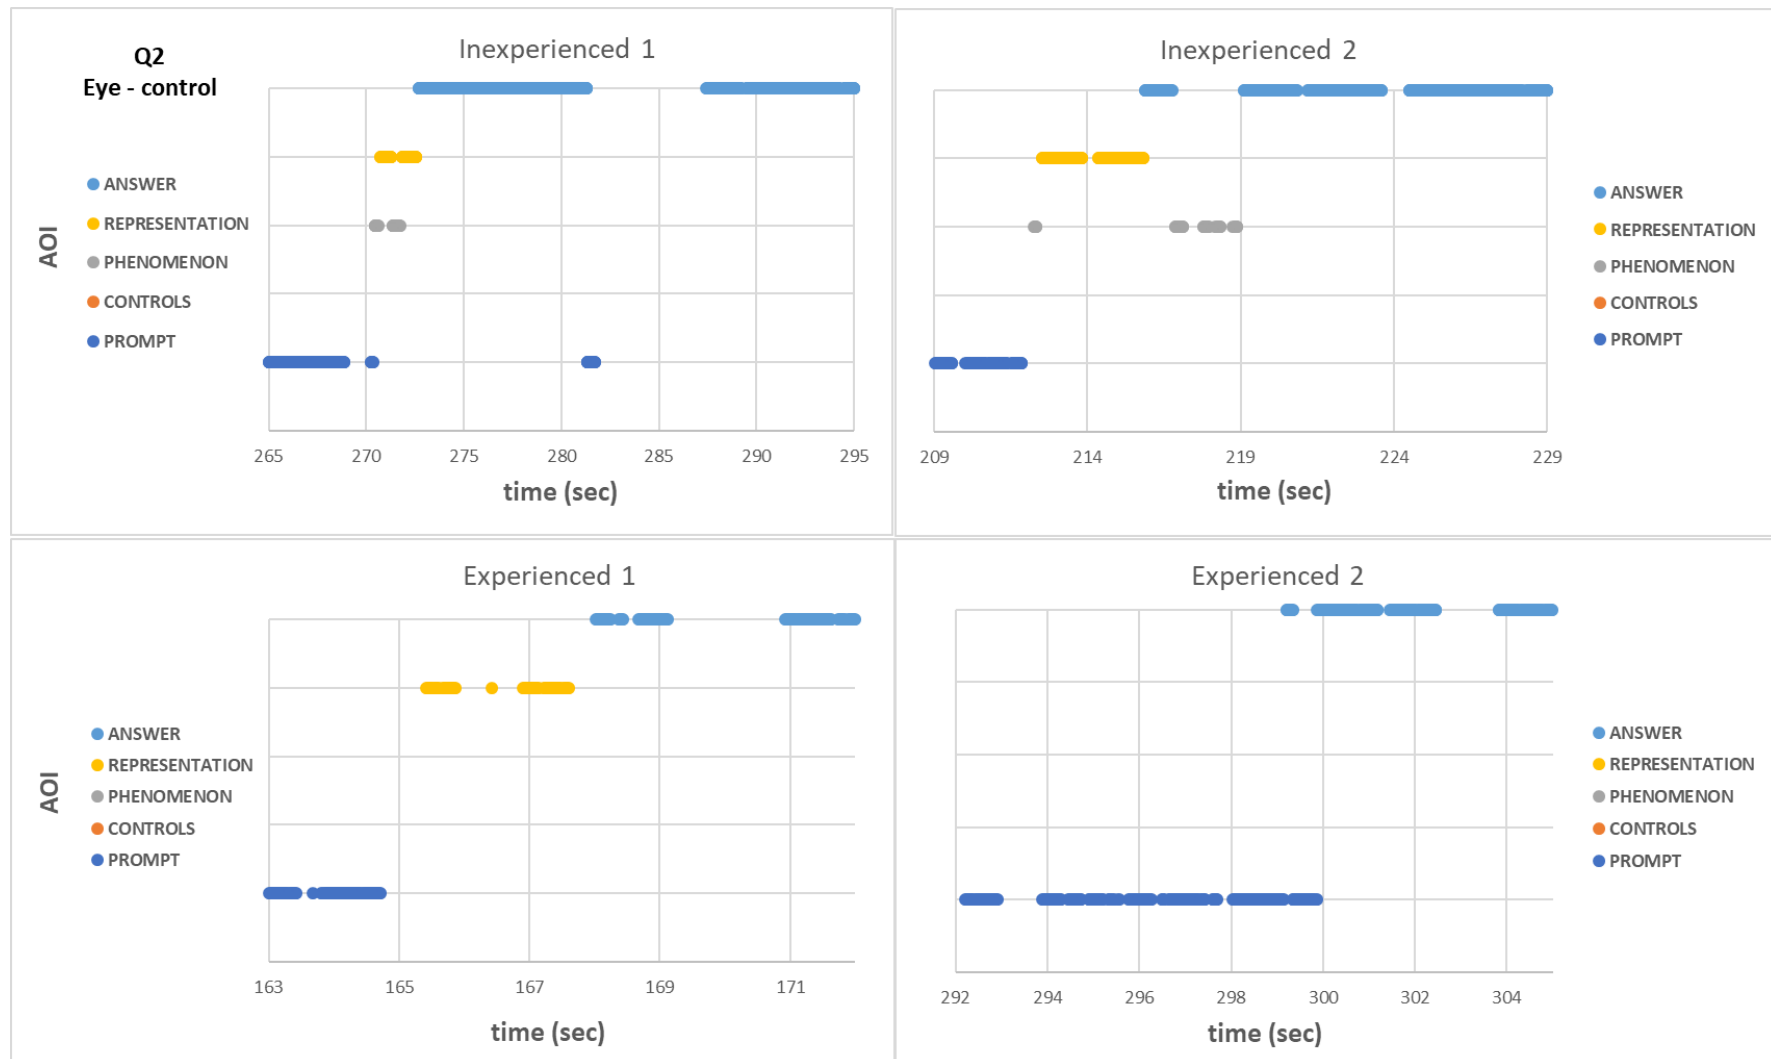 Q2
Eye - control
Inexperienced 1
ANSWER
REPRESENTATION
PHENOMENON
CONTROLS
PROMPT
AOI
265 270 275 280 285 290 295
time (sec)
Inexperienced 2
ANSWER
REPRESENTATION
PHENOMENON
CONTROLS
PROMPT
209 214 219 224 229
time (sec)
Experienced 1
ANSWER
REPRESENTATION
PHENOMENON
CONTROLS
PROMPT
AOI
163 165 167 169 171
time (sec)
Experienced 2
ANSWER
REPRESENTATION
PHENOMENON
CONTROLS
PROMPT
292 294 296 298 300 302 304
time (sec)